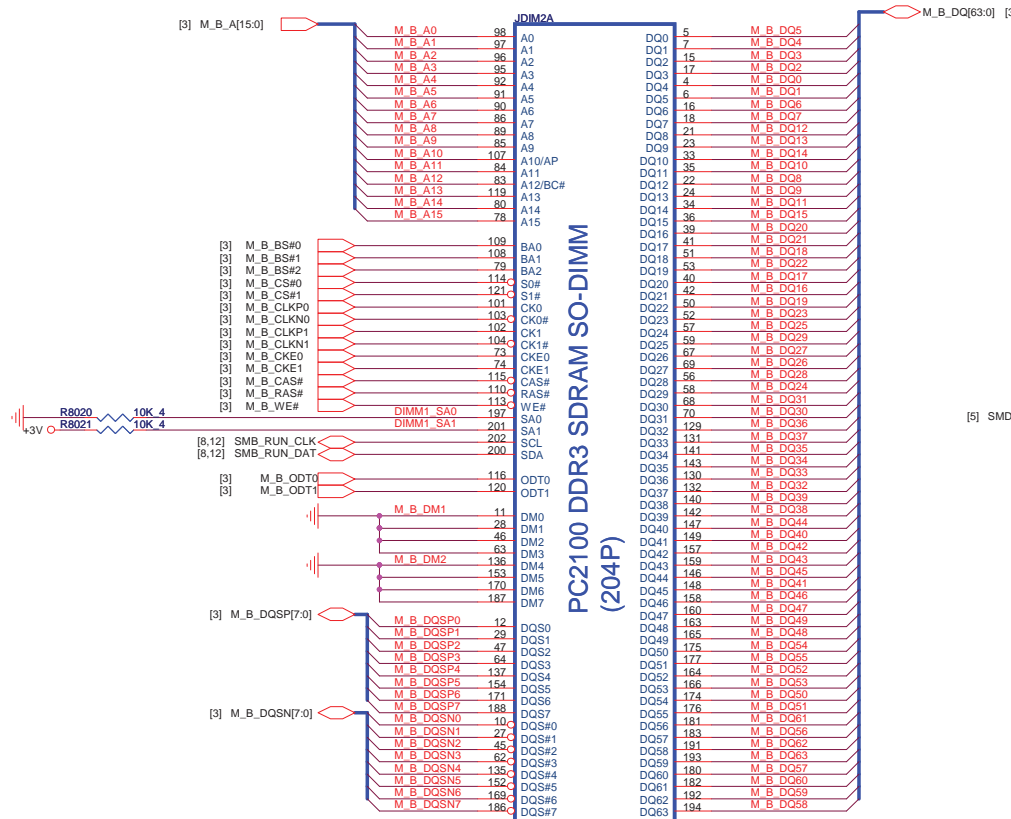 [3] M_B_A[15:0]
JDIM2A
M_B_DQ[63:0] [3
M_B_A0 98 A0 DQ0 5 M_B_DQ5
M_B_A1 97 A1 DQ1 7 M_B_DQ4
M_B_A2 96 A2 DQ2 15 M_B_DQ3
M_B_A3 95 A3 DQ3 17 M_B_DQ2
M_B_A4 92 A4 DQ4 4 M_B_DQ0
M_B_A5 91 A5 DQ5 6 M_B_DQ1
M_B_A6 90 A6 DQ6 16 M_B_DQ6
M_B_A7 86 A7 DQ7 18 M_B_DQ7
M_B_A8 89 A8 DQ8 21 M_B_DQ12
M_B_A9 85 A9 DQ9 23 M_B_DQ13
M_B_A10 107 A10/AP DQ10 33 M_B_DQ14
M_B_A11 84 A11 DQ11 35 M_B_DQ10
M_B_A12 83 A12/BC# DQ12 22 M_B_DQ8
M_B_A13 119 A13 DQ13 24 M_B_DQ9
M_B_A14 80 A14 DQ14 34 M_B_DQ11
M_B_A15 78 A15 DQ15 36 M_B_DQ15
DQ16 39 M_B_DQ20
[3] M_B_BS#0 109 BA0 DQ17 41 M_B_DQ21
[3] M_B_BS#1 108 BA1 DQ18 51 M_B_DQ18
[3] M_B_BS#2 79 BA2 DQ19 53 M_B_DQ22
[3] M_B_CS#0 114 S0# DQ20 40 M_B_DQ17
[3] M_B_CS#1 121 S1# DQ21 42 M_B_DQ16
[3] M_B_CLKP0 101 CK0 DQ22 50 M_B_DQ19
[3] M_B_CLKN0 103 CK0# DQ23 52 M_B_DQ23
[3] M_B_CLKP1 102 CK1 DQ24 57 M_B_DQ25
[3] M_B_CLKN1 104 CK1# DQ25 59 M_B_DQ29
[3] M_B_CKE0 73 CKE0 DQ26 67 M_B_DQ27
[3] M_B_CKE1 74 CKE1 DQ27 69 M_B_DQ26
[3] M_B_CAS# 115 CAS# DQ28 56 M_B_DQ28
[3] M_B_RAS# 110 RAS# DQ29 58 M_B_DQ24
[3] M_B_WE# 113 WE# DQ30 68 M_B_DQ31
R8020 10K_4 DIMM1_SA0 197 SA0 DQ31 70 M_B_DQ30
+3V R8021 10K_4 DIMM1_SA1 201 SA1 DQ32 129 M_B_DQ36
[5] SMD
[8,12] SMB_RUN_CLK 202 SCL DQ33 131 M_B_DQ37
[8,12] SMB_RUN_DAT 200 SDA DQ34 141 M_B_DQ35
DQ35 143 M_B_DQ34
[3] M_B_ODT0 116 ODT0 DQ36 130 M_B_DQ33
[3] M_B_ODT1 120 ODT1 DQ37 132 M_B_DQ32
DQ38 140 M_B_DQ39
M_B_DM1 11 DM0 DQ39 142 M_B_DQ38
28 DM1 DQ40 147 M_B_DQ44
46 DM2 DQ41 149 M_B_DQ40
63 DM3 DQ42 157 M_B_DQ42
M_B_DM2 136 DM4 DQ43 159 M_B_DQ43
153 DM5 DQ44 146 M_B_DQ45
170 DM6 DQ45 148 M_B_DQ41
187 DM7 DQ46 158 M_B_DQ46
[3] M_B_DQSP[7:0] DQ47 160 M_B_DQ47
M_B_DQSP0 12 DQS0 DQ48 163 M_B_DQ49
M_B_DQSP1 29 DQS1 DQ49 165 M_B_DQ48
M_B_DQSP2 47 DQS2 DQ50 175 M_B_DQ54
M_B_DQSP3 64 DQS3 DQ51 177 M_B_DQ55
M_B_DQSP4 137 DQS4 DQ52 164 M_B_DQ52
M_B_DQSP5 154 DQS5 DQ53 166 M_B_DQ53
M_B_DQSP6 171 DQS6 DQ54 174 M_B_DQ50
M_B_DQSP7 188 DQS7 DQ55 176 M_B_DQ51
[3] M_B_DQSN[7:0]
M_B_DQSN0 10 DQS#0 DQ56 181 M_B_DQ61
M_B_DQSN1 27 DQS#1 DQ57 183 M_B_DQ56
M_B_DQSN2 45 DQS#2 DQ58 191 M_B_DQ62
M_B_DQSN3 62 DQS#3 DQ59 193 M_B_DQ63
M_B_DQSN4 135 DQS#4 DQ60 180 M_B_DQ57
M_B_DQSN5 152 DQS#5 DQ61 182 M_B_DQ60
M_B_DQSN6 169 DQS#6 DQ62 192 M_B_DQ59
M_B_DQSN7 186 DQS#7 DQ63 194 M_B_DQ58
PC2100 DDR3 SDRAM SO-DIMM
(204P)